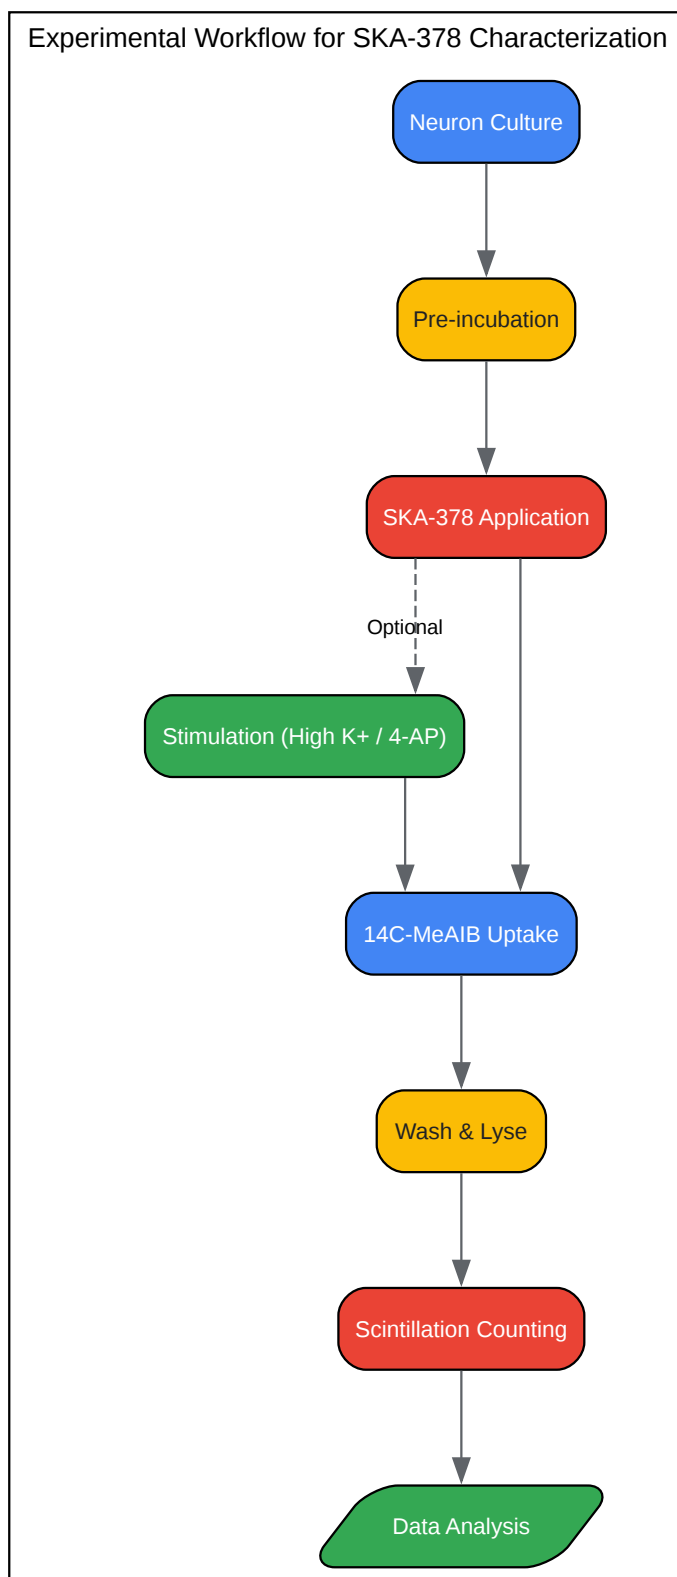 Experimental Workflow for SKA-378 Characterization
Neuron Culture
Pre-incubation
SKA-378 Application
Optional
Stimulation (High K+ / 4-AP)
14C-MeAIB Uptake
Wash & Lyse
Scintillation Counting
Data Analysis